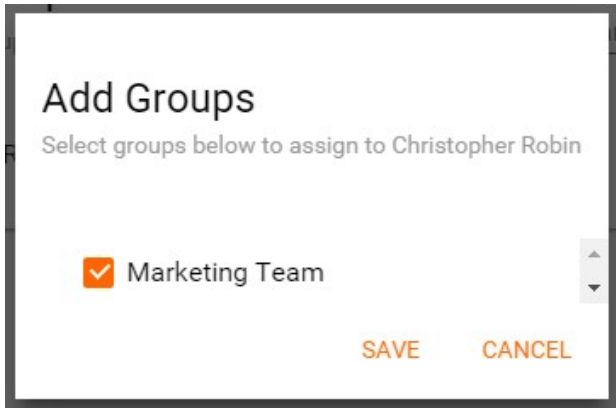 Add Groups
Select groups below to assign to Christopher Robin
Marketing Team
SAVE CANCEL